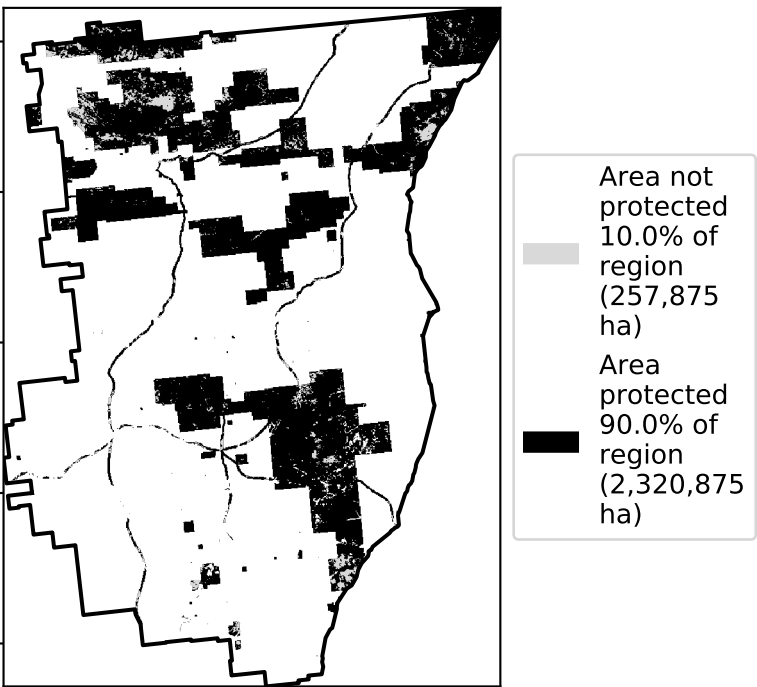 Area not
protected
10.0% of
region
(257,875
ha)
Area
protected
90.0% of
region
(2,320,875
ha)